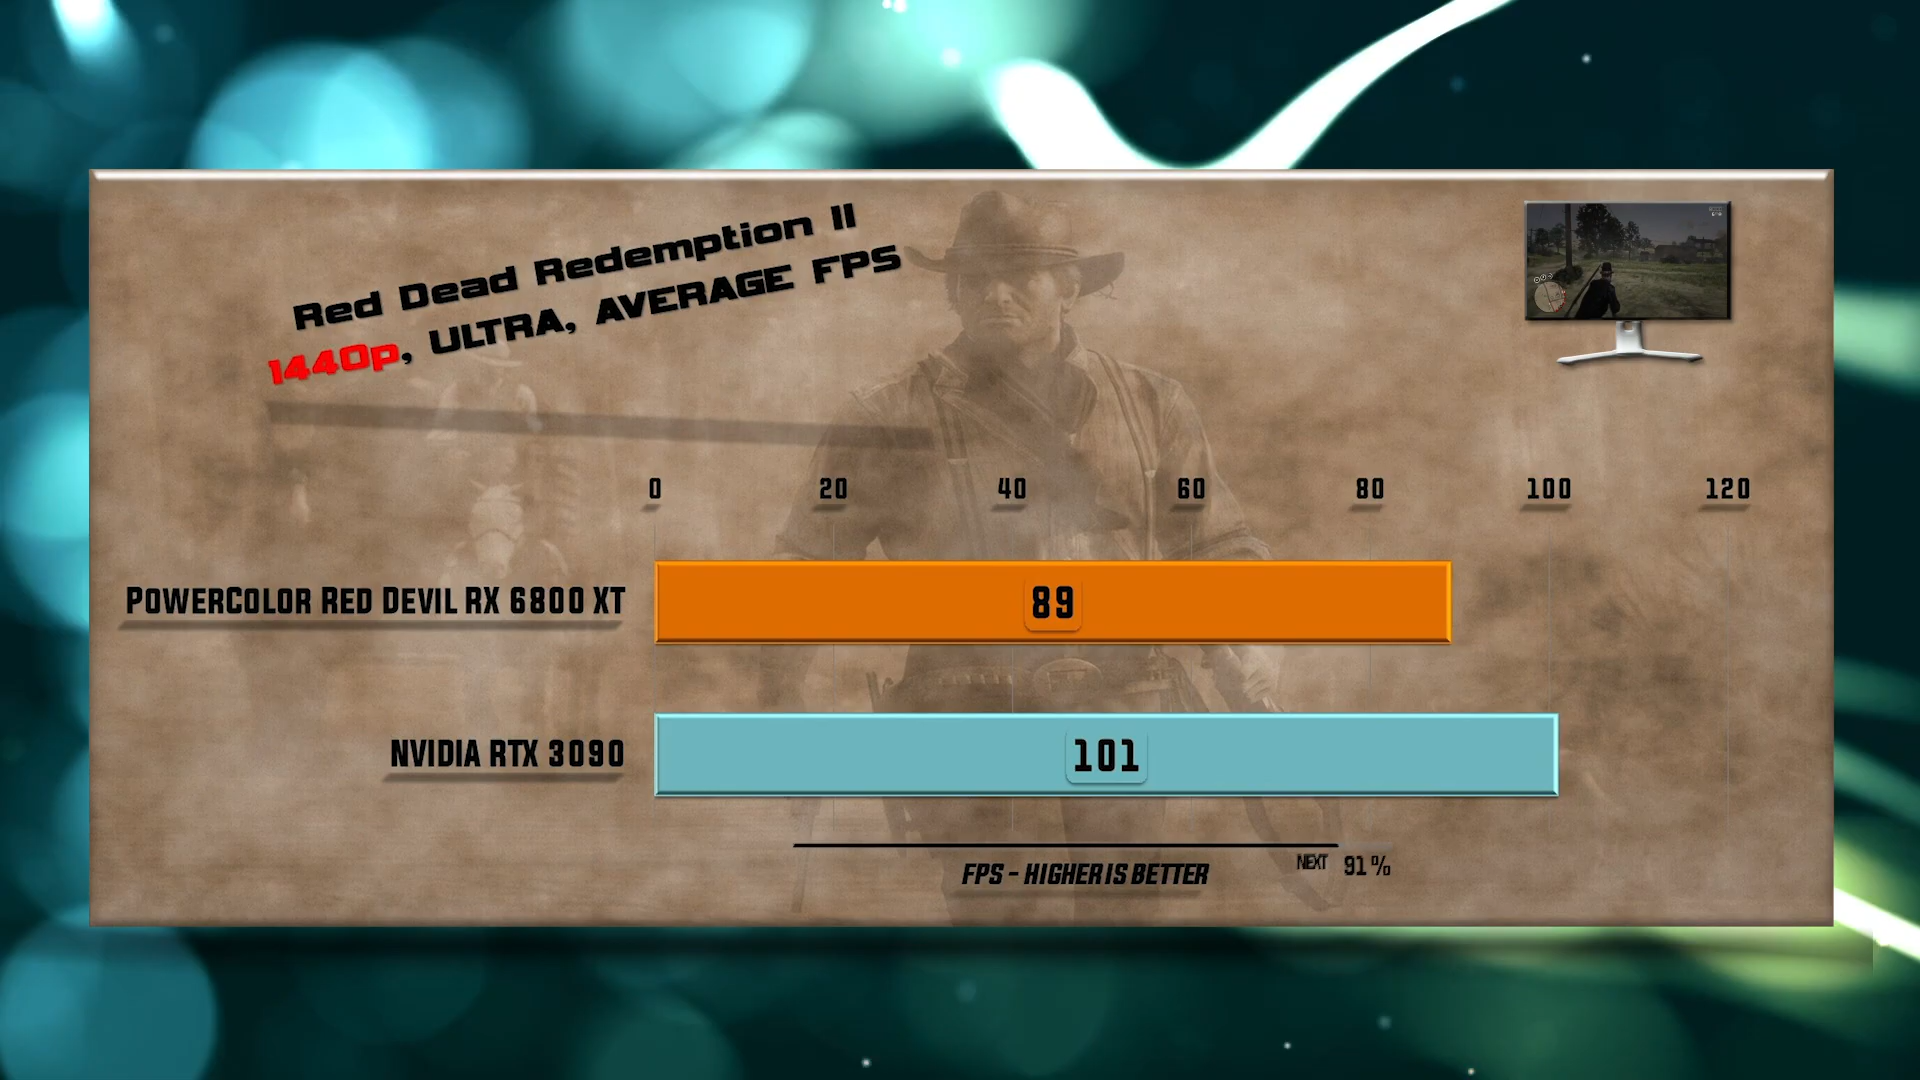 Red Dead Redemption II
1440p, ULTRA, AVERAGE FPS
0 20 40 60 80 100 120
POWERCOLOR RED DEVIL RX 6800 XT
89
NVIDIA RTX 3090
101
FPS - HIGHER IS BETTER
NEXT 91%